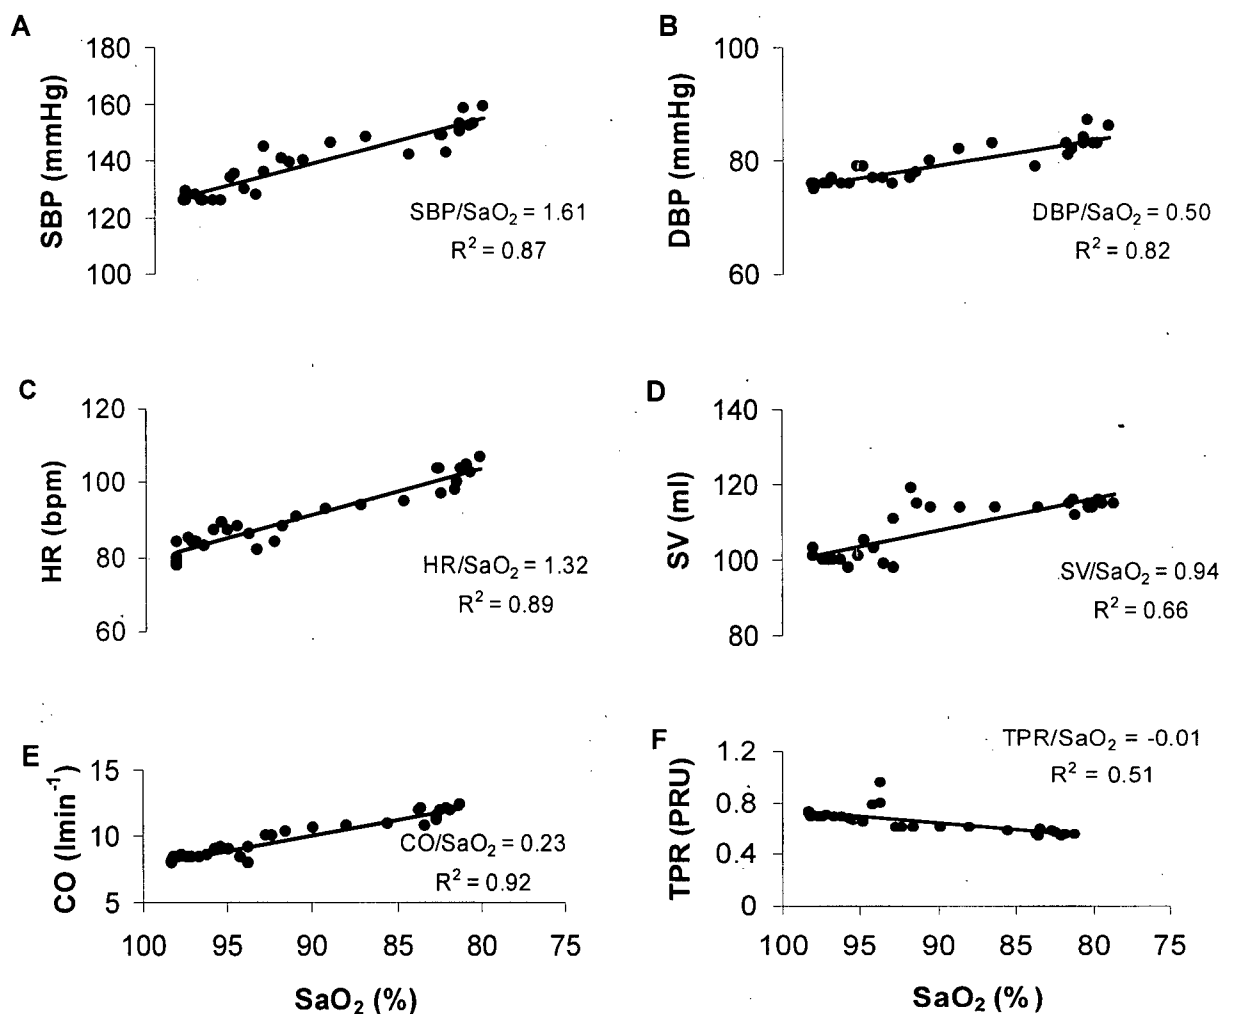 A
180
160
140
120
100
SBP (mmHg)
SBP/SaO₂ = 1.61
R² = 0.87
B
100
80
60
DBP (mmHg)
DBP/SaO₂ = 0.50
R² = 0.82
C
120
100
80
60
HR (bpm)
HR/SaO₂ = 1.32
R² = 0.89
D
140
120
100
80
SV (ml)
SV/SaO₂ = 0.94
R² = 0.66
E
15
10
5
CO (lmin⁻¹)
CO/SaO₂ = 0.23
R² = 0.92
100 95 90 85 80 75
SaO₂ (%)
F
TPR/SaO₂ = -0.01
R² = 0.51
1.2
0.8
0.4
0
TPR (PRU)
100 95 90 85 80 75
SaO₂ (%)